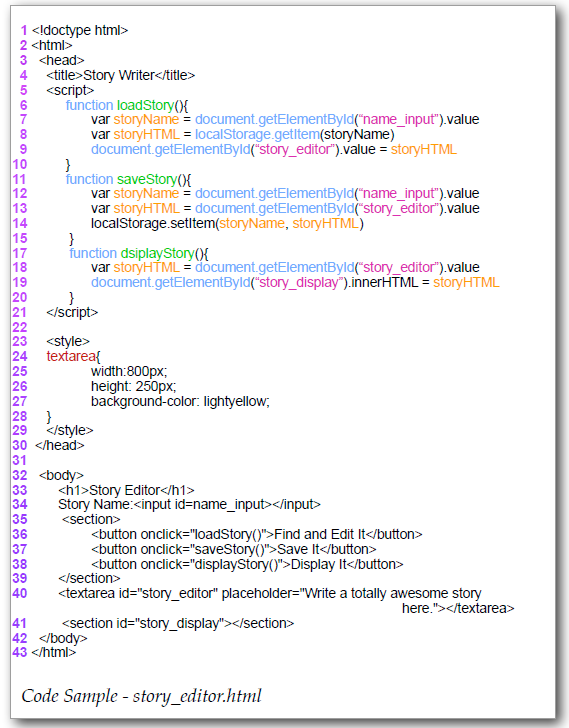 1 <!doctype html>
2 <html>
3 <head>
4 <title>Story Writer</title>
5 <script>
6 function loadStory(){
7 var storyName = document.getElementById(“name_input”).value
8 var storyHTML = localStorage.getItem(storyName)
9 document.getElementById(“story_editor”).value = storyHTML
10 }
11 function saveStory(){
12 var storyName = document.getElementById(“name_input”).value
13 var storyHTML = document.getElementById(“story_editor”).value
14 localStorage.setItem(storyName, storyHTML)
15 }
17 function dsiplayStory(){
18 var storyHTML = document.getElementById(“story_editor”).value
19 document.getElementById(“story_display”).innerHTML = storyHTML
20 }
21 </script>
22
23 <style>
24 textarea{
25 width:800px;
26 height: 250px;
27 background-color: lightyellow;
28 }
29 </style>
30 </head>
31
32 <body>
33 <h1>Story Editor</h1>
34 Story Name:<input id=name_input></input>
35 <section>
36 <button onclick="loadStory()">Find and Edit It</button>
37 <button onclick="saveStory()">Save It</button>
38 <button onclick="displayStory()">Display It</button>
39 </section>
40 <textarea id="story_editor" placeholder="Write a totally awesome story
here."></textarea>
41 <section id="story_display"></section>
42 </body>
43 </html>
Code Sample - story_editor.html